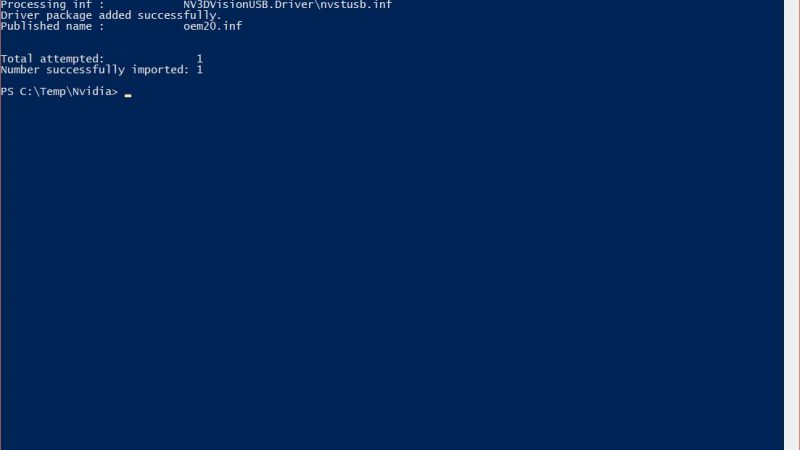 Processing inf :            NV3DVisionUSB.Driver\nvstusb.inf
Driver package added successfully.
Published name :            oem20.inf
Total attempted:              1
Number successfully imported: 1
PS C:\Temp\Nvidia> _